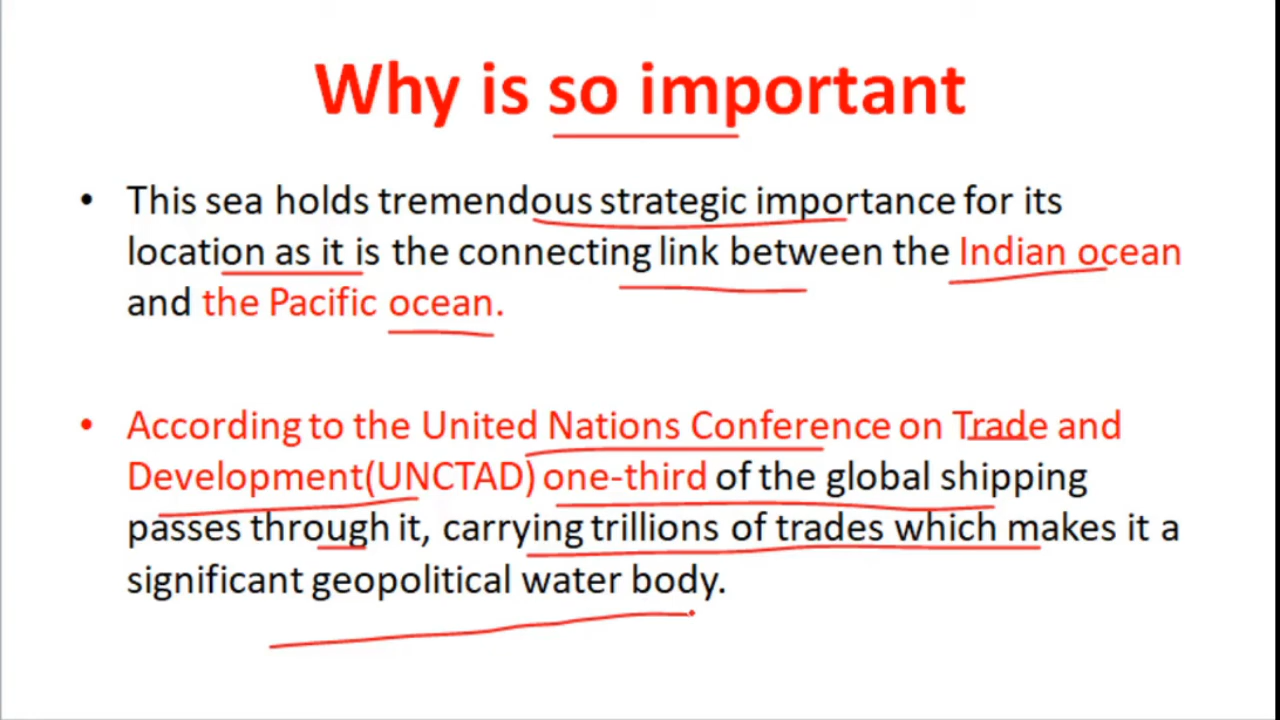 Why is so important
• This sea holds tremendous strategic importance for its
location as it is the connecting link between the Indian ocean
and the Pacific ocean.
• According to the United Nations Conference on Trade and
Development(UNCTAD) one-third of the global shipping
passes through it, carrying trillions of trades which makes it a
significant geopolitical water body.